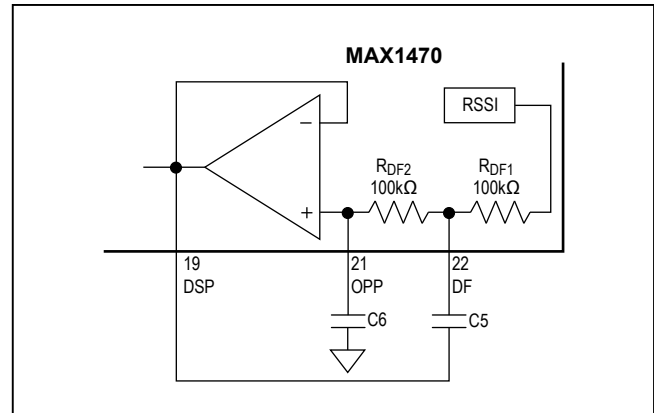 MAX1470
RSSI
−
RDF2
100kΩ
RDF1
100kΩ
+
19
DSP
21
OPP
22
DF
C6
C5